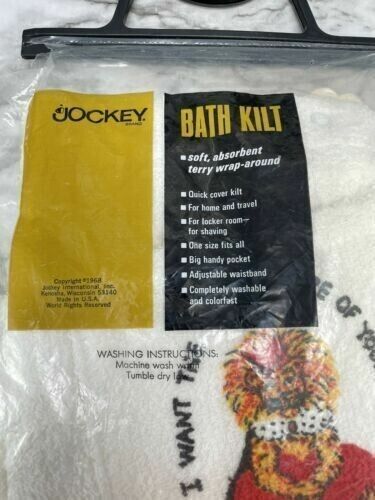 JOCKEY
BRAND
BATH KILT
soft, absorbent
terry wrap-around
Quick cover kilt
For home and travel
For locker room—
for shaving
One size fits all
Big handy pocket
Adjustable waistband
Completely washable
and colorfast
Copyright ©1968
Jockey International, Inc.
Kenosha, Wisconsin 53140
Made in U.S.A.
World Rights Reserved
WASHING INSTRUCTIONS:
Machine wash warm
Tumble dry low
I WANT
OF